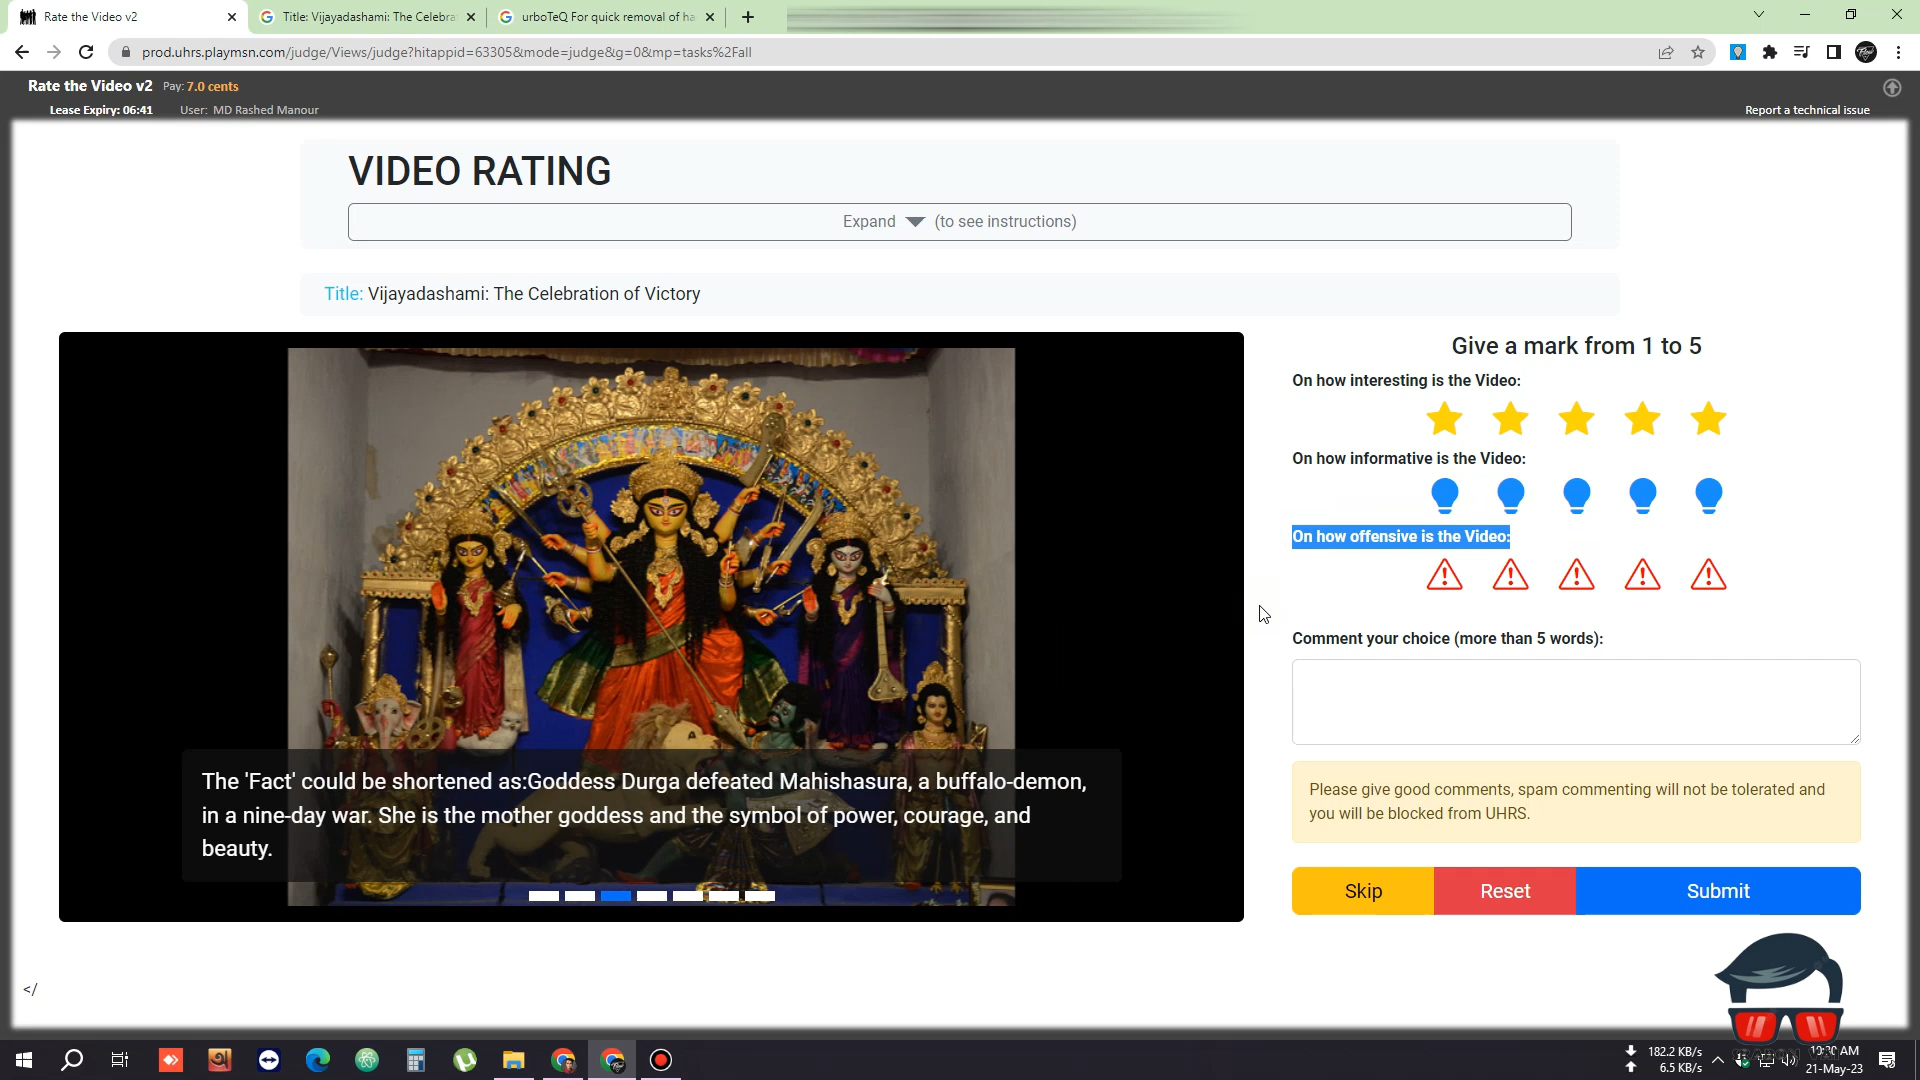 Rate the Video v2
Title: Vijayadashami: The Celebra
urboTeQ For quick removal of ha
prod.uhrs.playmsn.com/judge/Views/judge?hitappid=63305&mode=judge&g=0&mp=tasks%2Fall
Rate the Video v2 Pay: 7.0 cents
Lease Expiry: 06:41 User: MD Rashed Manour
Report a technical issue
VIDEO RATING
Expand (to see instructions)
Title: Vijayadashami: The Celebration of Victory
Give a mark from 1 to 5
On how interesting is the Video:
On how informative is the Video:
On how offensive is the Video:
Comment your choice (more than 5 words):
The 'Fact' could be shortened as:Goddess Durga defeated Mahishasura, a buffalo-demon,
in a nine-day war. She is the mother goddess and the symbol of power, courage, and
beauty.
Please give good comments, spam commenting will not be tolerated and
you will be blocked from UHRS.
Skip
Reset
Submit
</
182.2 KB/s
6.5 KB/s
AM
21-May-23